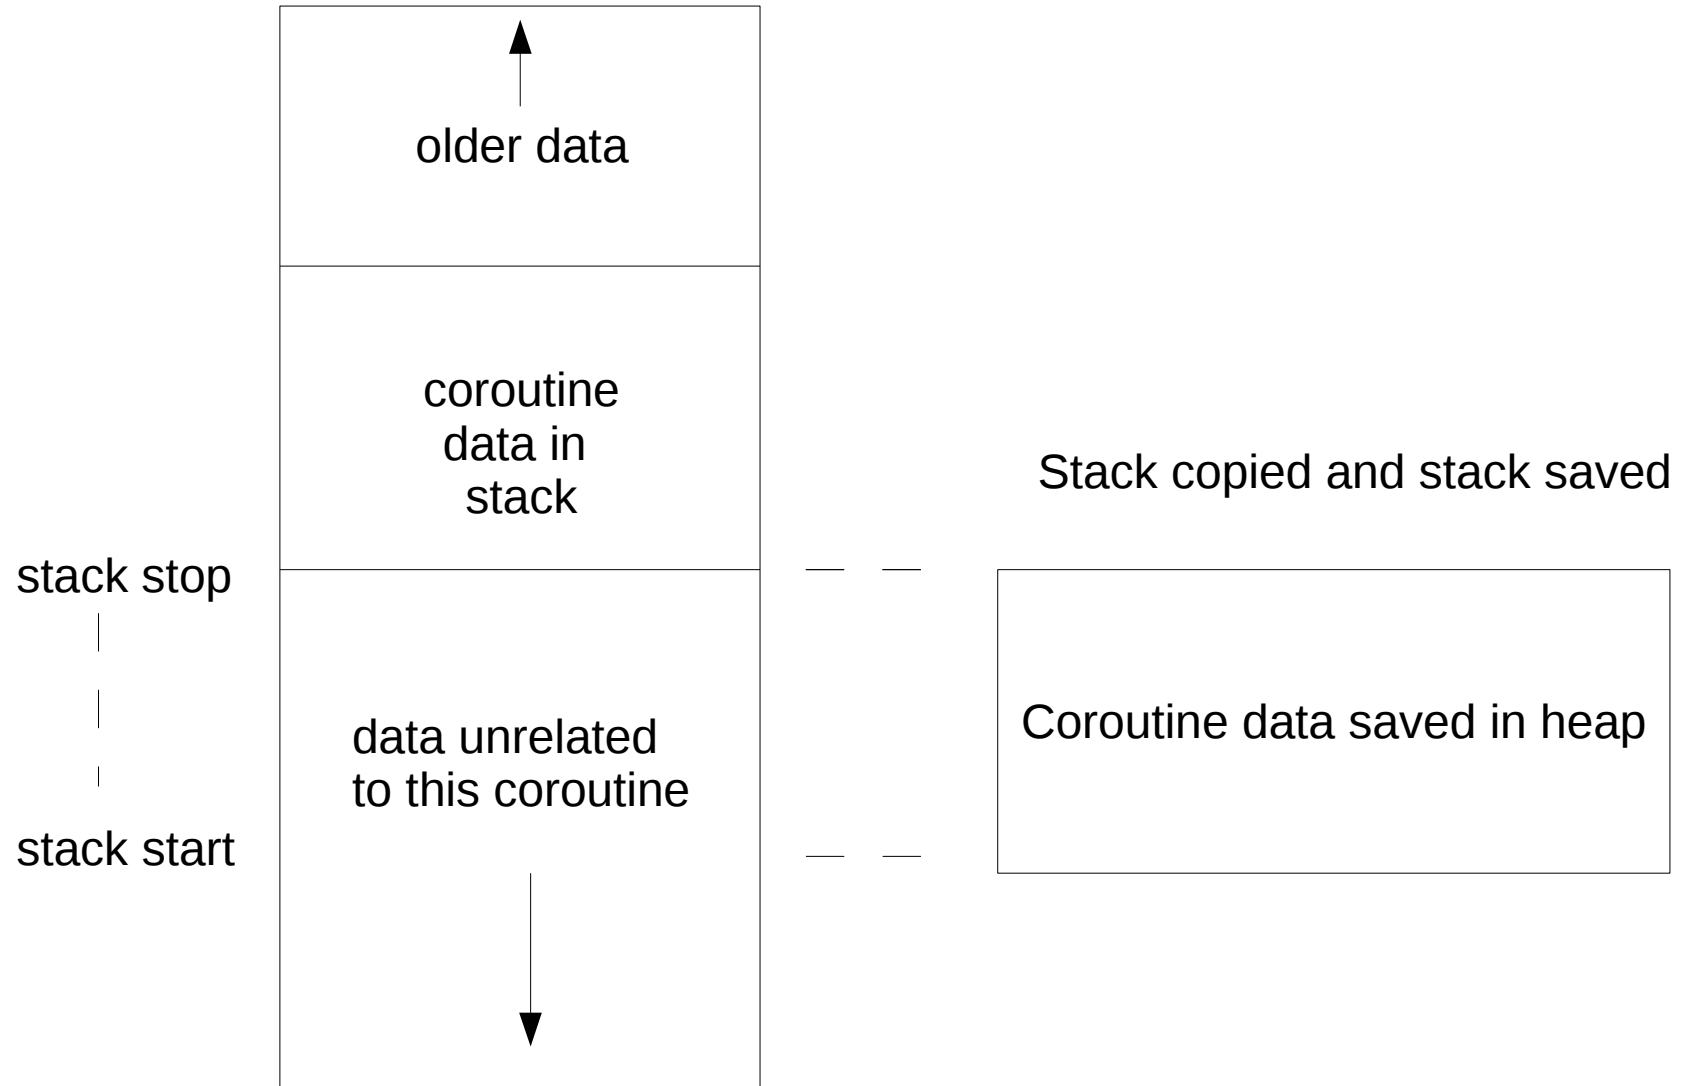 older data
coroutine
data in
stack
Stack copied and stack saved
stack stop
data unrelated
to this coroutine
Coroutine data saved in heap
stack start